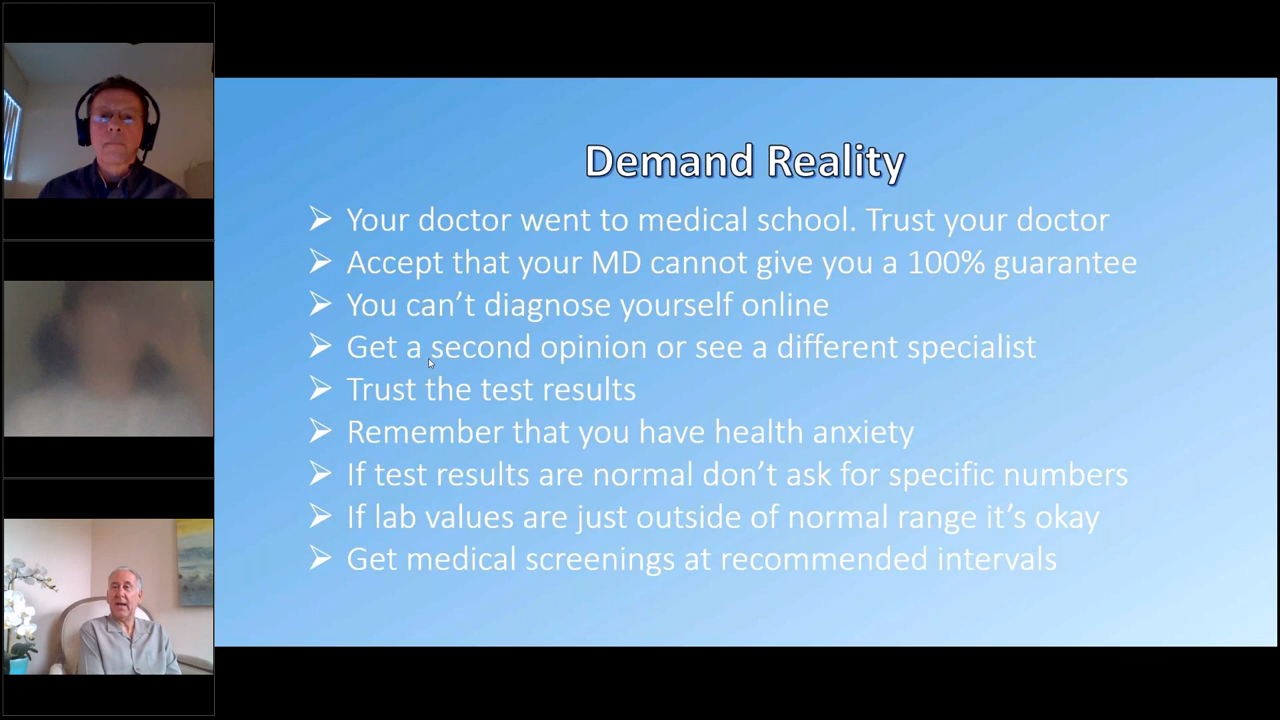 Demand Reality
Your doctor went to medical school. Trust your doctor
Accept that your MD cannot give you a 100% guarantee
You can't diagnose yourself online
Get a second opinion or see a different specialist
Trust the test results
Remember that you have health anxiety
If test results are normal don't ask for specific numbers
If lab values are just outside of normal range it's okay
Get medical screenings at recommended intervals